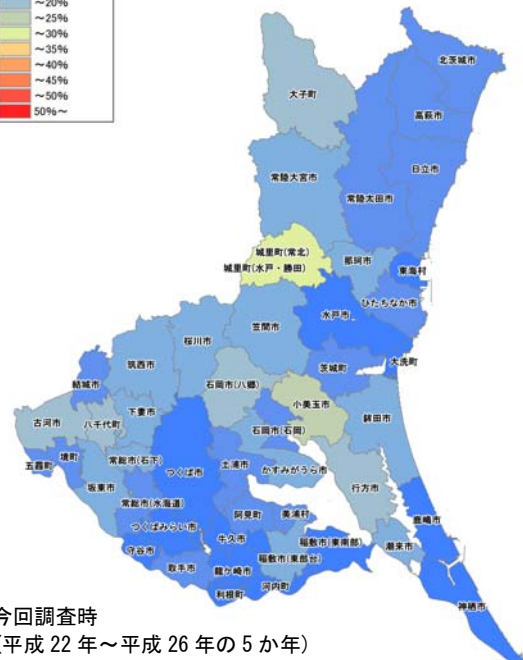 ～20%
～25%
～30%
～35%
～40%
～45%
～50%
50%～
北茨城市
大子町
高萩市
日立市
常陸大宮市
常陸太田市
城里町(常北)
城里町(水戸・勝田)
那珂市
東海村
ひたちなか市
水戸市
笠間市
桜川市
茨城町
大洗町
筑西市
結城市
石岡市(八郷)
小美玉市
鉾田市
古河市
八千代町
下妻市
石岡市(石岡)
五霞町
境町
常総市(石下)
つくば市
土浦市
かすみがうら市
坂東市
行方市
常総市(水海道)
阿見町
美浦村
鹿嶋市
つくばみらい市
牛久市
稲敷市(東南部)
守谷市
潮来市
取手市
龍ケ崎市
稲敷市(東部台)
利根町
河内町
神栖市
今回調査時
(平成 22 年～平成 26 年の 5 か年)